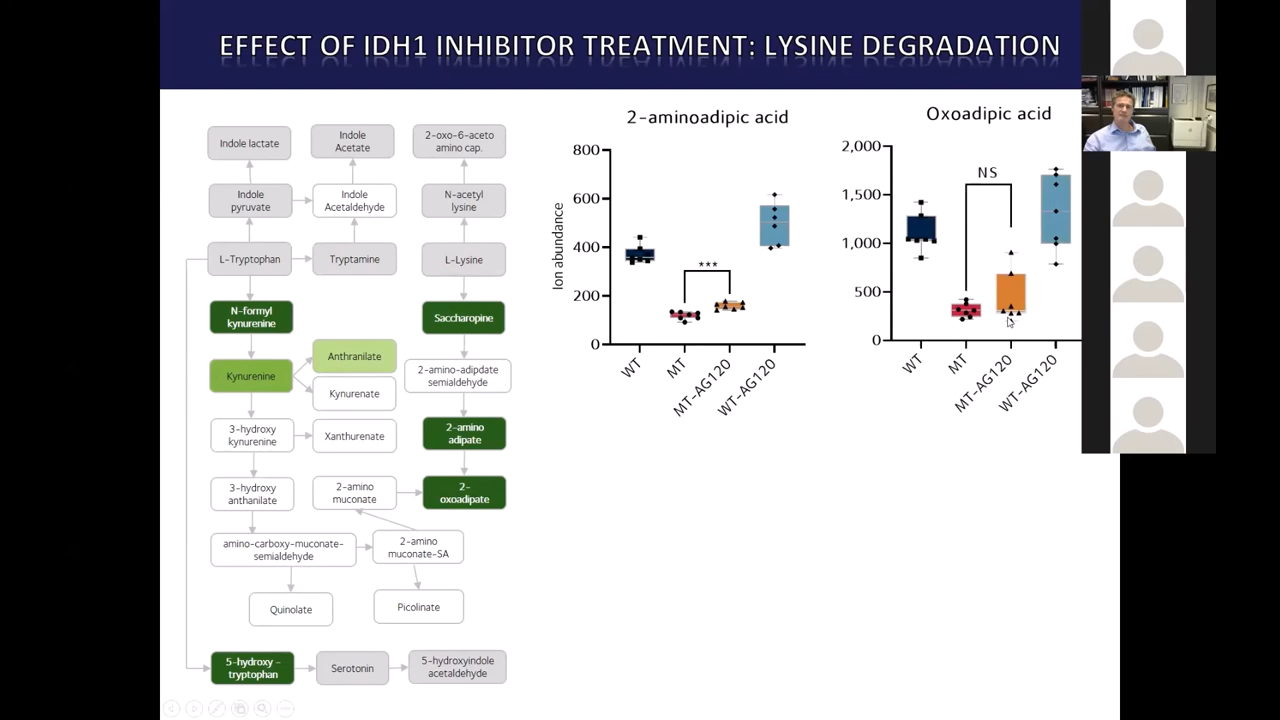 EFFECT OF IDH1 INHIBITOR TREATMENT: LYSINE DEGRADATION
Indole lactate
Indole
Acetate
2-oxo-6-aceto
amino cap.
Indole
pyruvate
Indole
Acetaldehyde
N-acetyl
lysine
L-Tryptophan
Tryptamine
L-Lysine
N-formyl
kynurenine
Saccharopine
Kynurenine
Anthranilate
Kynurenate
2-amino-adipdate
semialdehyde
3-hydroxy
kynurenine
Xanthurenate
2-amino
adipate
3-hydroxy
anthanilate
2-amino
muconate
2-
oxoadipate
amino-carboxy-muconate-
semialdehyde
2-amino
muconate-SA
Quinolate
Picolinate
5-hydroxy –
tryptophan
Serotonin
5-hydroxyindole
acetaldehyde
2-aminoadipic acid
Ion abundance
800
600
400
200
0
***
WT
MT
MT-AG120
WT-AG120
Oxoadipic acid
2,000
1,500
1,000
500
0
NS
WT
MT
MT-AG120
WT-AG120